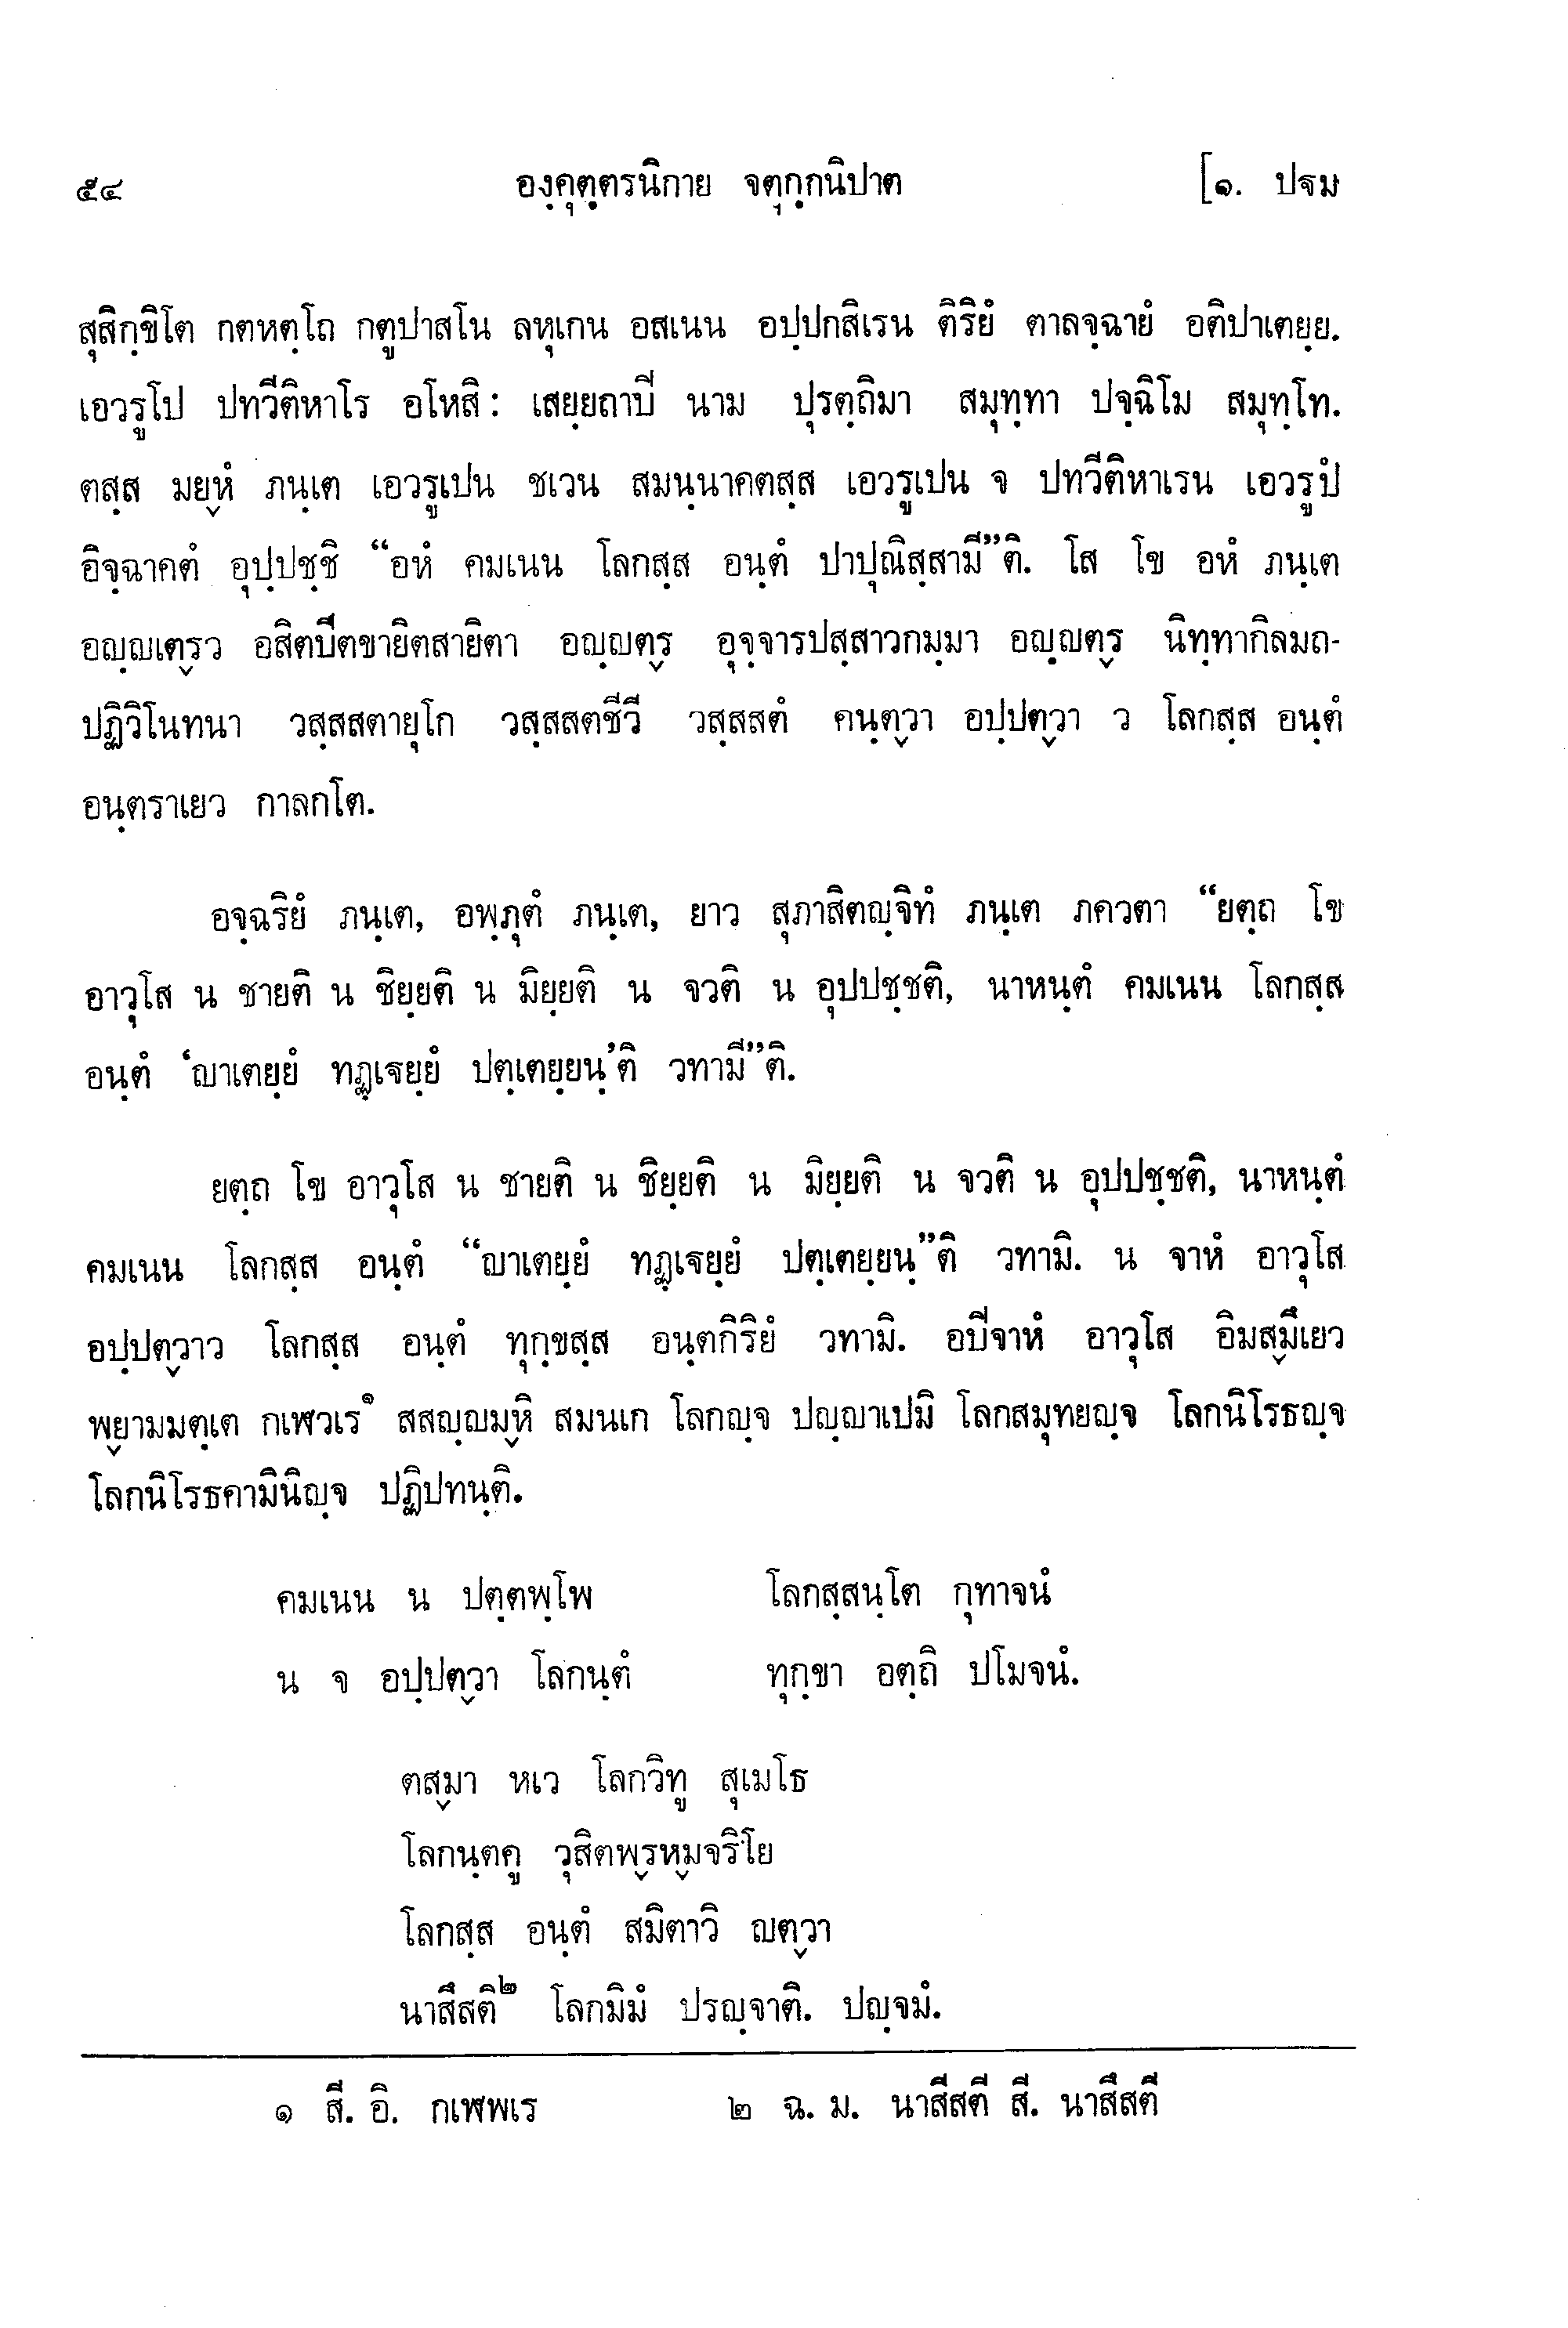 ๕๔ องฺคุตฺตรนิกาย จตุกฺกนิปาต [๑. ปฐม
สุสิกฺขิโต กตหตฺโถ กตูปาสโน ลหุเกน อสเนน อปฺปกสิเรน ติริยํ ตาลจฺฉายํ อติปาเตยฺย.
เอวรูโป ปทวีติหาโร อโหสิ: เสยฺยถาปิ นาม ปุรตฺถิมา สมุทฺทา ปจฺฉิโม สมุทฺโท.
ตสฺส มยฺหํ ภนฺเต เอวรูเปน ชเวน สมนฺนาคตสฺส เอวรูเปน จ ปทวีติหาเรน เอวรูปํ
อิจฺฉาคตํ อุปฺปชฺชิ “อหํ คมเนน โลกสฺส อนฺตํ ปาปุณิสฺสามี”ติ. โส โข อหํ ภนฺเต
อญฺญเตฺรว อสิตปีตขายิตสายิตา อญฺญตฺร อุจฺจารปสฺสาวกมฺมา อญฺญตฺร นิทฺทากิลมถ-
ปฏิวิโนทนา วสฺสสตายุโก วสฺสสตชีวี วสฺสสตํ คนฺตฺวา อปฺปตฺวา ว โลกสฺส อนฺตํ
อนฺตราเยว กาลกโต.
อจฺฉริยํ ภนฺเต, อพฺภุตํ ภนฺเต, ยาว สุภาสิตญฺจิทํ ภนฺเต ภควตา “ยตฺถ โข
อาวุโส น ชายติ น ชิยฺยติ น มิยฺยติ น จวติ น อุปปชฺชติ, นาหนฺตํ คมเนน โลกสฺส
อนฺตํ ‘ญาเตยฺยํ ทฏฺเฐยฺยํ ปตฺเตยฺยนฺ’ติ วทามี”ติ.
ยตฺถ โข อาวุโส น ชายติ น ชิยฺยติ น มิยฺยติ น จวติ น อุปปชฺชติ, นาหนฺตํ
คมเนน โลกสฺส อนฺตํ “ญาเตยฺยํ ทฏฺเฐยฺยํ ปตฺเตยฺยนฺ”ติ วทามิ. น จาหํ อาวุโส
อปฺปตฺวาว โลกสฺส อนฺตํ ทุกฺขสฺส อนฺตกิริยํ วทามิ. อปิจาหํ อาวุโส อิมสฺมึเยว
พฺยามมตฺเต กเฬวเร๑ สสญฺญมฺหิ สมนเก โลกญฺจ ปญฺญาเปมิ โลกสมุทยญฺจ โลกนิโรธญฺจ
โลกนิโรธคามินิญฺจ ปฏิปทนฺติ.
คมเนน น ปตฺตพฺโพ โลกสฺสนฺโต กุทาจนํ
น จ อปฺปตฺวา โลกนฺตํ ทุกฺขา อตฺถิ ปโมจนํ.
ตสฺมา หเว โลกวิทู สุเมโธ
โลกนฺตคู วุสิตพฺรหฺมจริโย
โลกสฺส อนฺตํ สมิตาวิ ญตฺวา
นาสึสติ๒ โลกมิมํ ปรญฺจาติ. ปญฺจมํ.
๑ สี. อิ. กเฬพเร ๒ ฉ. ม. นาสีสตี สี. นาสึสตี